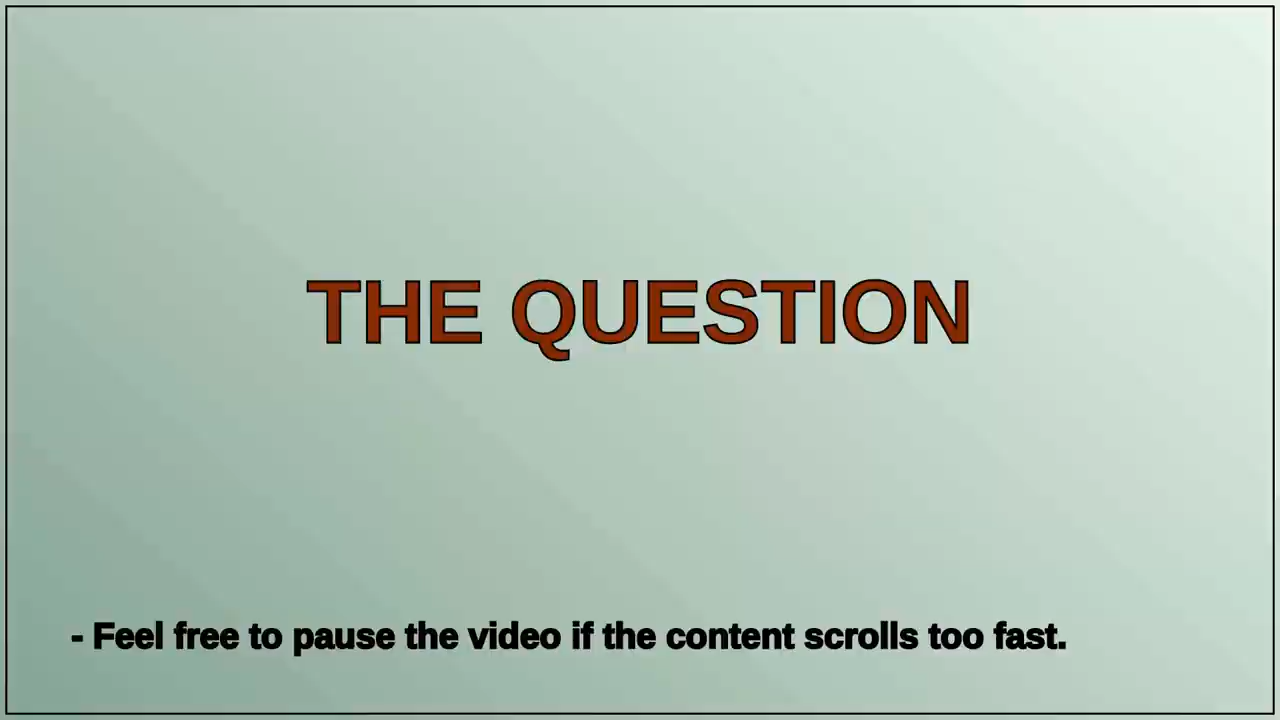 THE QUESTION
- Feel free to pause the video if the content scrolls too fast.